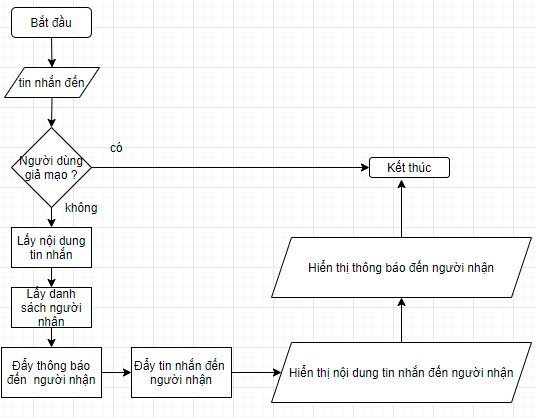 Bắt đầu
tin nhắn đến
Người dùng
giả mạo ?
có
Kết thúc
không
Lấy nội dung
tin nhắn
Lấy danh
sách người
nhận
Đẩy thông báo
đến người nhận
Đẩy tin nhắn đến
người nhận
Hiển thị nội dung tin nhắn đến người nhận
Hiển thị thông báo đến người nhận